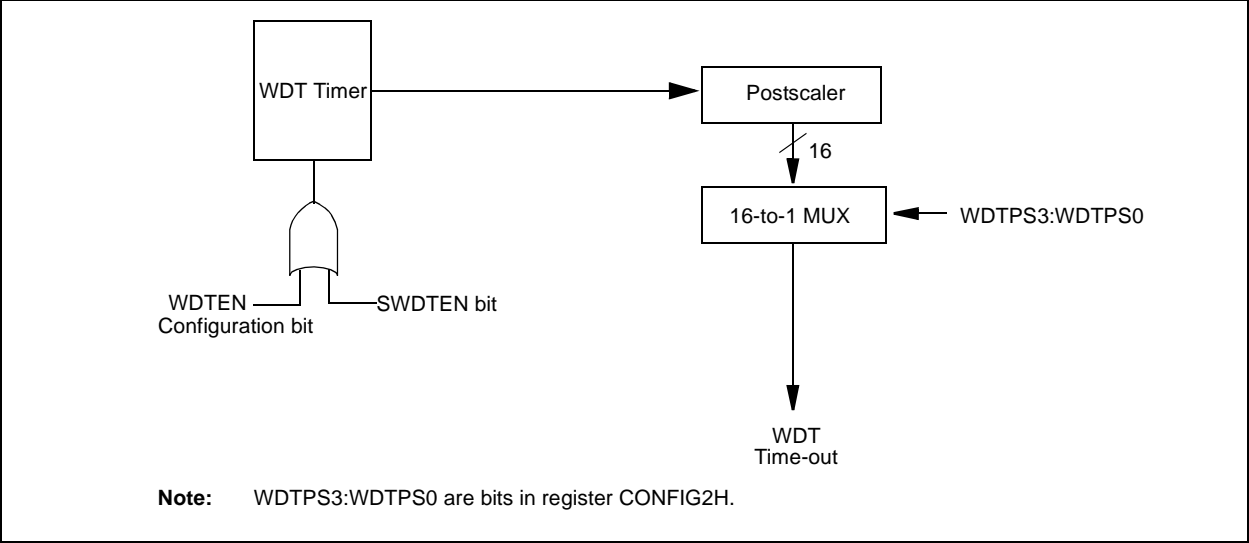 WDT Timer
Postscaler
16
16-to-1 MUX
WDTPS3:WDTPS0
WDTEN
Configuration bit
SWDTEN bit
WDT
Time-out
Note: WDTPS3:WDTPS0 are bits in register CONFIG2H.